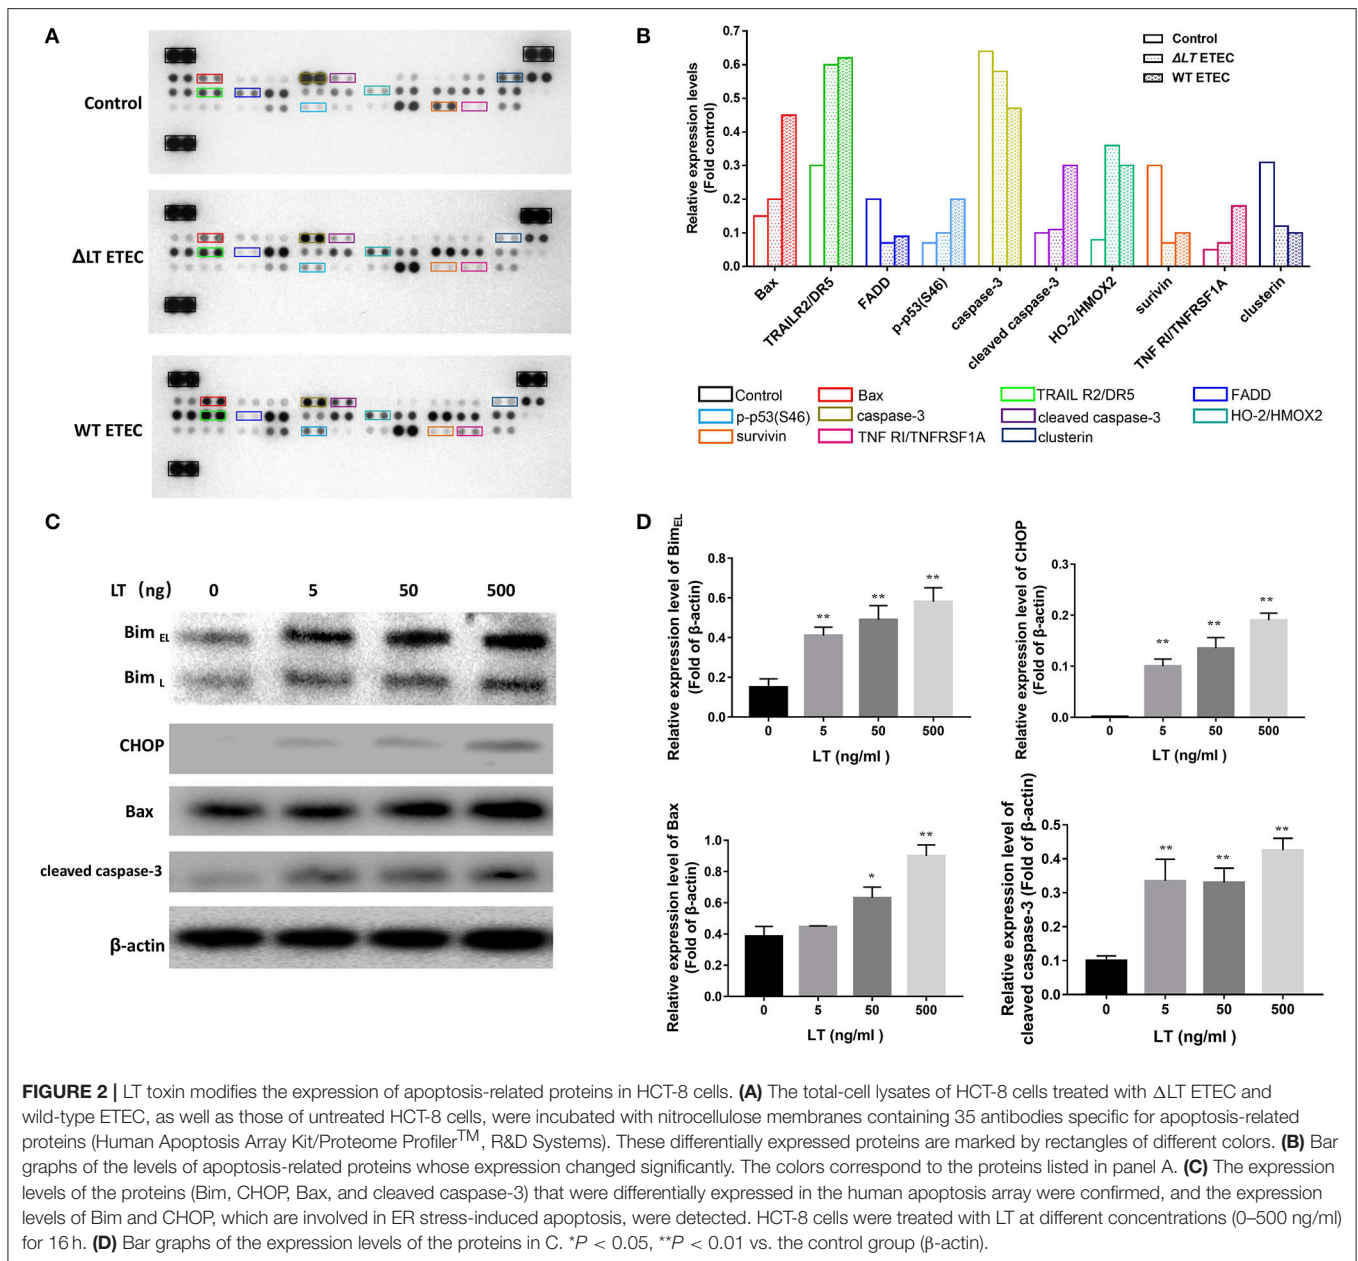 A
Control
ΔLT ETEC
WT ETEC
B
Relative expression levels
(Fold control)
0.7
0.6
0.5
0.4
0.3
0.2
0.1
0.0
Control
ΔLT ETEC
WT ETEC
Bax
TRAILR2/DR5
FADD
p-p53(S46)
caspase-3
cleaved caspase-3
HO-2/HMOX2
surivin
TNF RI/TNFRSF1A
clusterin
Control
Bax
TRAIL R2/DR5
FADD
p-p53(S46)
caspase-3
cleaved caspase-3
HO-2/HMOX2
survivin
TNF RI/TNFRSF1A
clusterin
C
LT (ng) 0 5 50 500
Bim EL
Bim L
CHOP
Bax
cleaved caspase-3
β-actin
D
Relative expression level of BimEL
(Fold of β-actin)
0.8
0.6
0.4
0.2
0.0
** ** **
0 5 50 500
LT (ng/ml )
Relative expression level of CHOP
(Fold of β-actin)
0.3
0.2
0.1
0.0
** ** **
0 5 50 500
LT (ng/ml )
Relative expression level of Bax
(Fold of β-actin)
1.0
0.8
0.6
0.4
0.2
0.0
* **
0 5 50 500
LT (ng/ml )
Relative expression level of
cleaved caspase-3 (Fold of β-actin)
0.5
0.4
0.3
0.2
0.1
0.0
** ** **
0 5 50 500
LT (ng/ml )
FIGURE 2 | LT toxin modifies the expression of apoptosis-related proteins in HCT-8 cells. (A) The total-cell lysates of HCT-8 cells treated with ΔLT ETEC and
wild-type ETEC, as well as those of untreated HCT-8 cells, were incubated with nitrocellulose membranes containing 35 antibodies specific for apoptosis-related
proteins (Human Apoptosis Array Kit/Proteome Profiler™, R&D Systems). These differentially expressed proteins are marked by rectangles of different colors. (B) Bar
graphs of the levels of apoptosis-related proteins whose expression changed significantly. The colors correspond to the proteins listed in panel A. (C) The expression
levels of the proteins (Bim, CHOP, Bax, and cleaved caspase-3) that were differentially expressed in the human apoptosis array were confirmed, and the expression
levels of Bim and CHOP, which are involved in ER stress-induced apoptosis, were detected. HCT-8 cells were treated with LT at different concentrations (0–500 ng/ml)
for 16 h. (D) Bar graphs of the expression levels of the proteins in C. *P < 0.05, **P < 0.01 vs. the control group (β-actin).